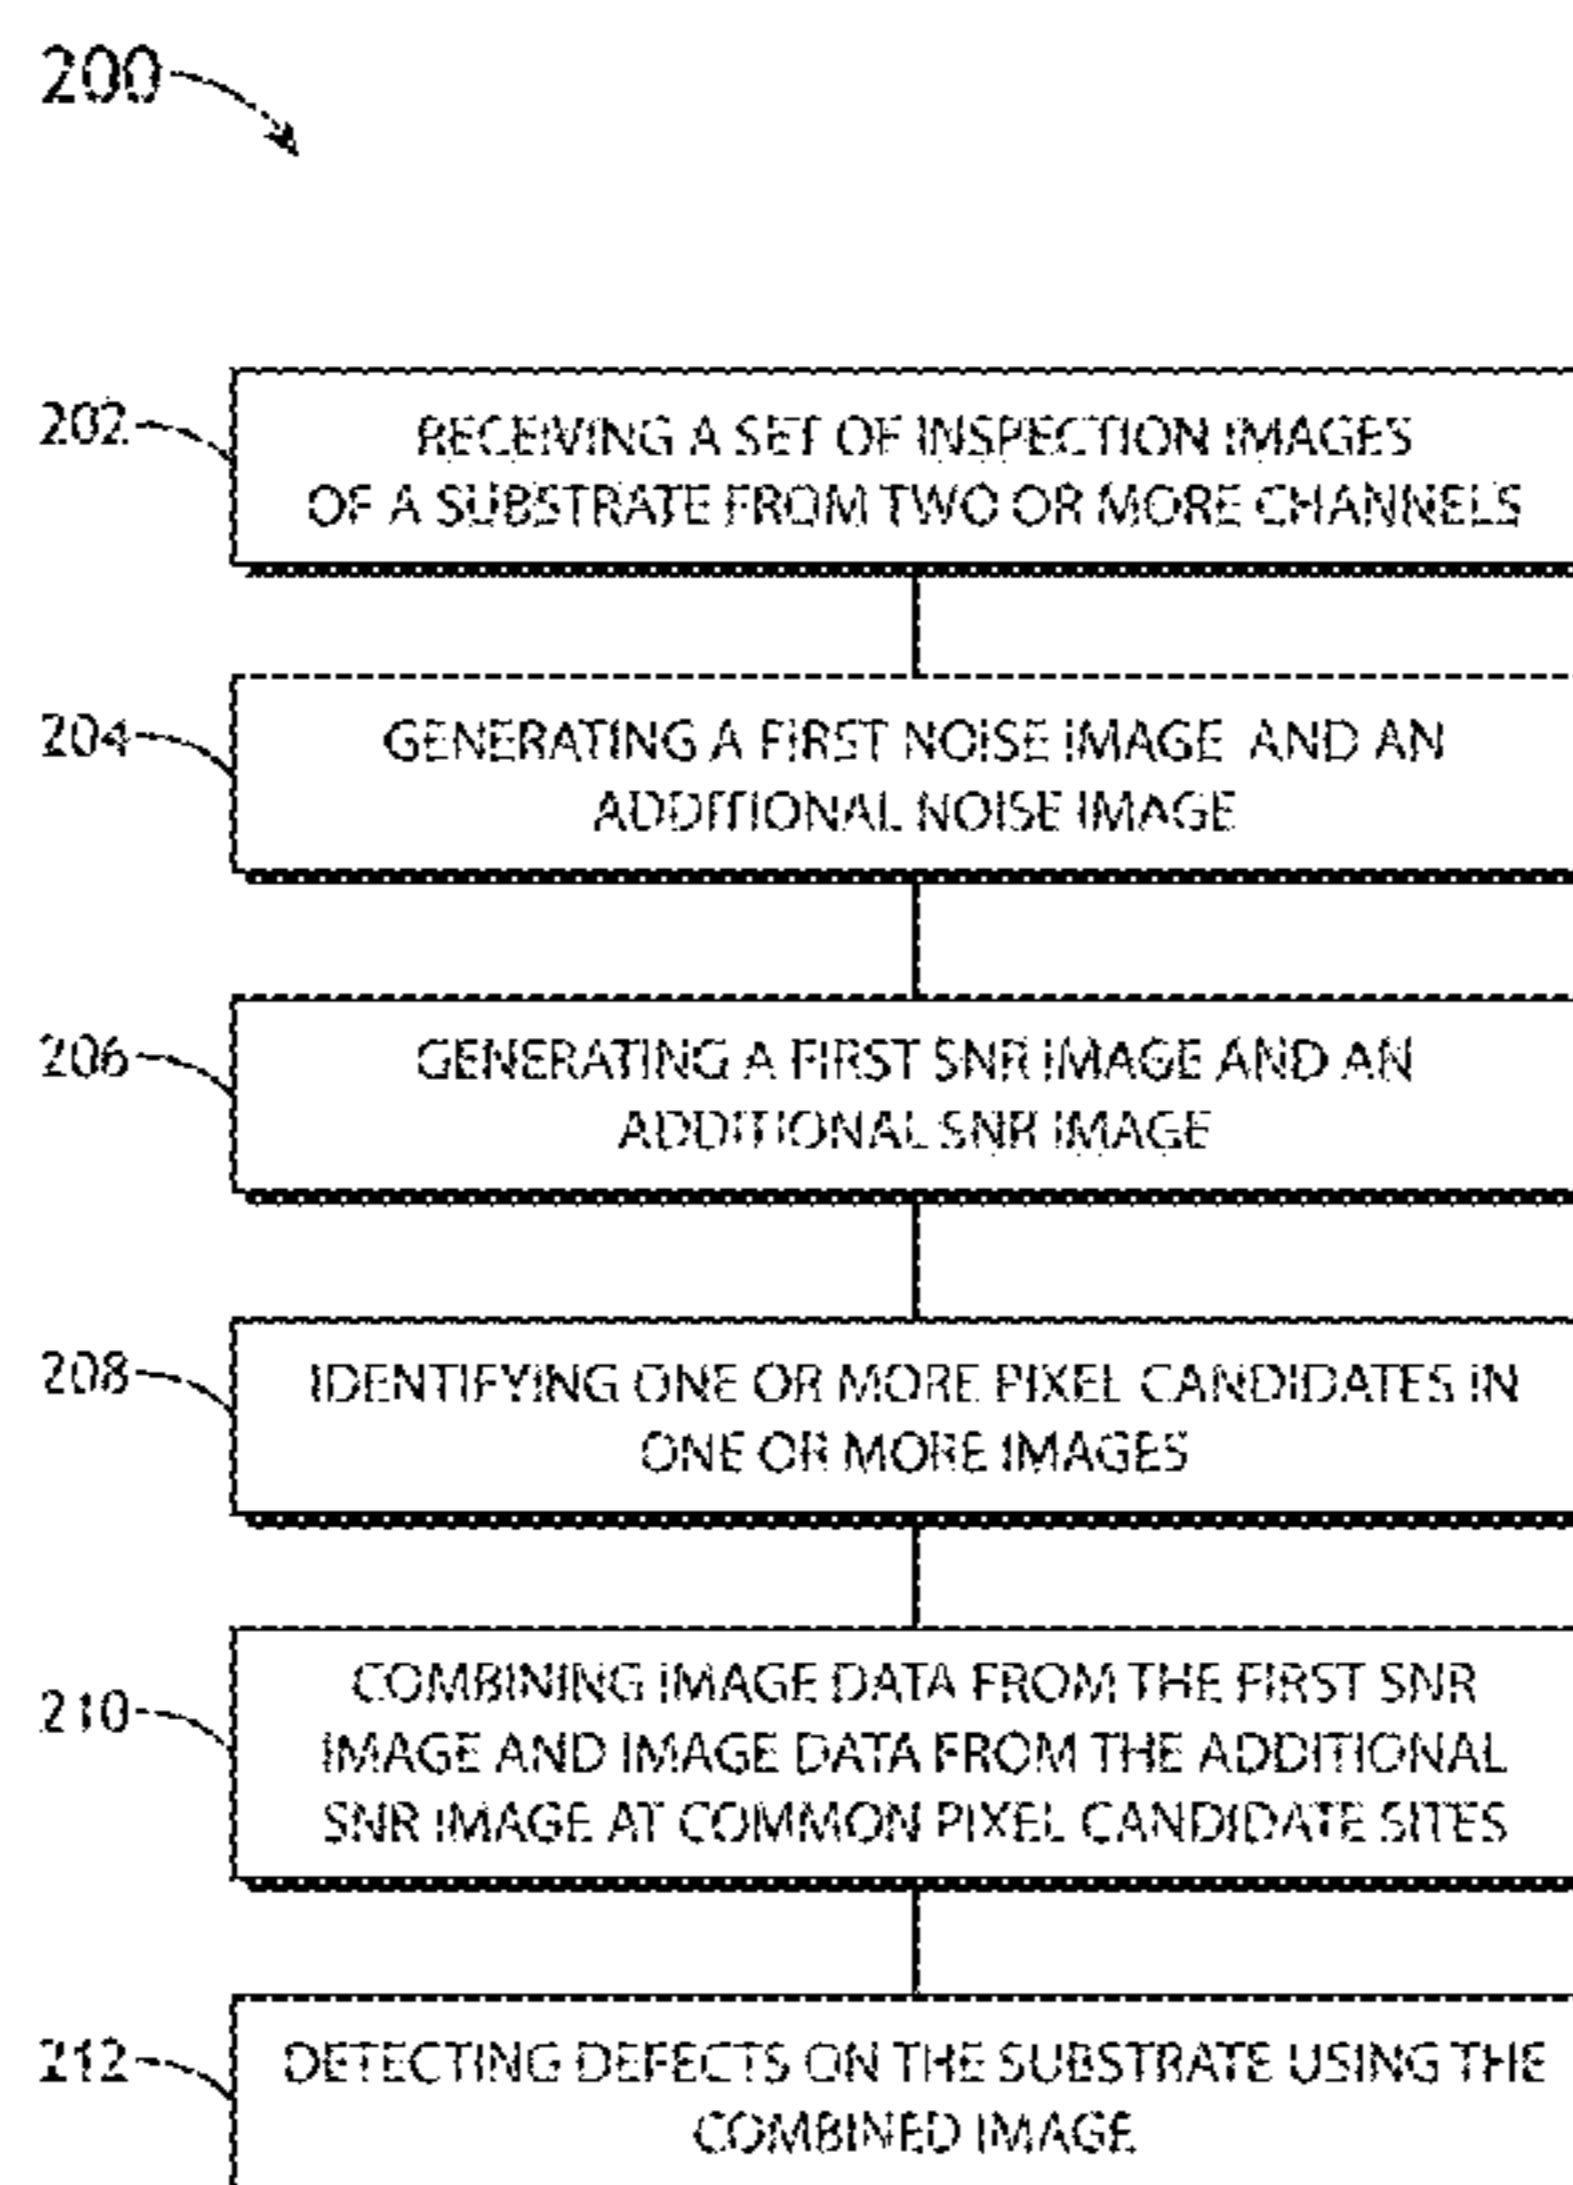 200
202
RECEIVING A SET OF INSPECTION IMAGES
OF A SUBSTRATE FROM TWO OR MORE CHANNELS
204
GENERATING A FIRST NOISE IMAGE AND AN
ADDITIONAL NOISE IMAGE
206
GENERATING A FIRST SNR IMAGE AND AN
ADDITIONAL SNR IMAGE
208
IDENTIFYING ONE OR MORE PIXEL CANDIDATES IN
ONE OR MORE IMAGES
210
COMBINING IMAGE DATA FROM THE FIRST SNR
IMAGE AND IMAGE DATA FROM THE ADDITIONAL
SNR IMAGE AT COMMON PIXEL CANDIDATE SITES
212
DETECTING DEFECTS ON THE SUBSTRATE USING THE
COMBINED IMAGE